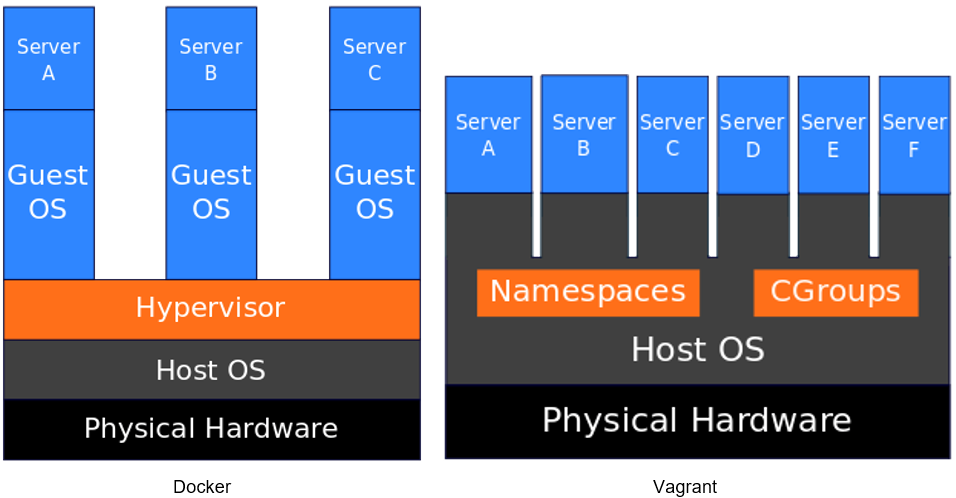 Server
A
Server
B
Server
C
Guest
OS
Guest
OS
Guest
OS
Hypervisor
Host OS
Physical Hardware
Docker
Server
A
Server
B
Server
C
Server
D
Server
E
Server
F
Namespaces
CGroups
Host OS
Physical Hardware
Vagrant